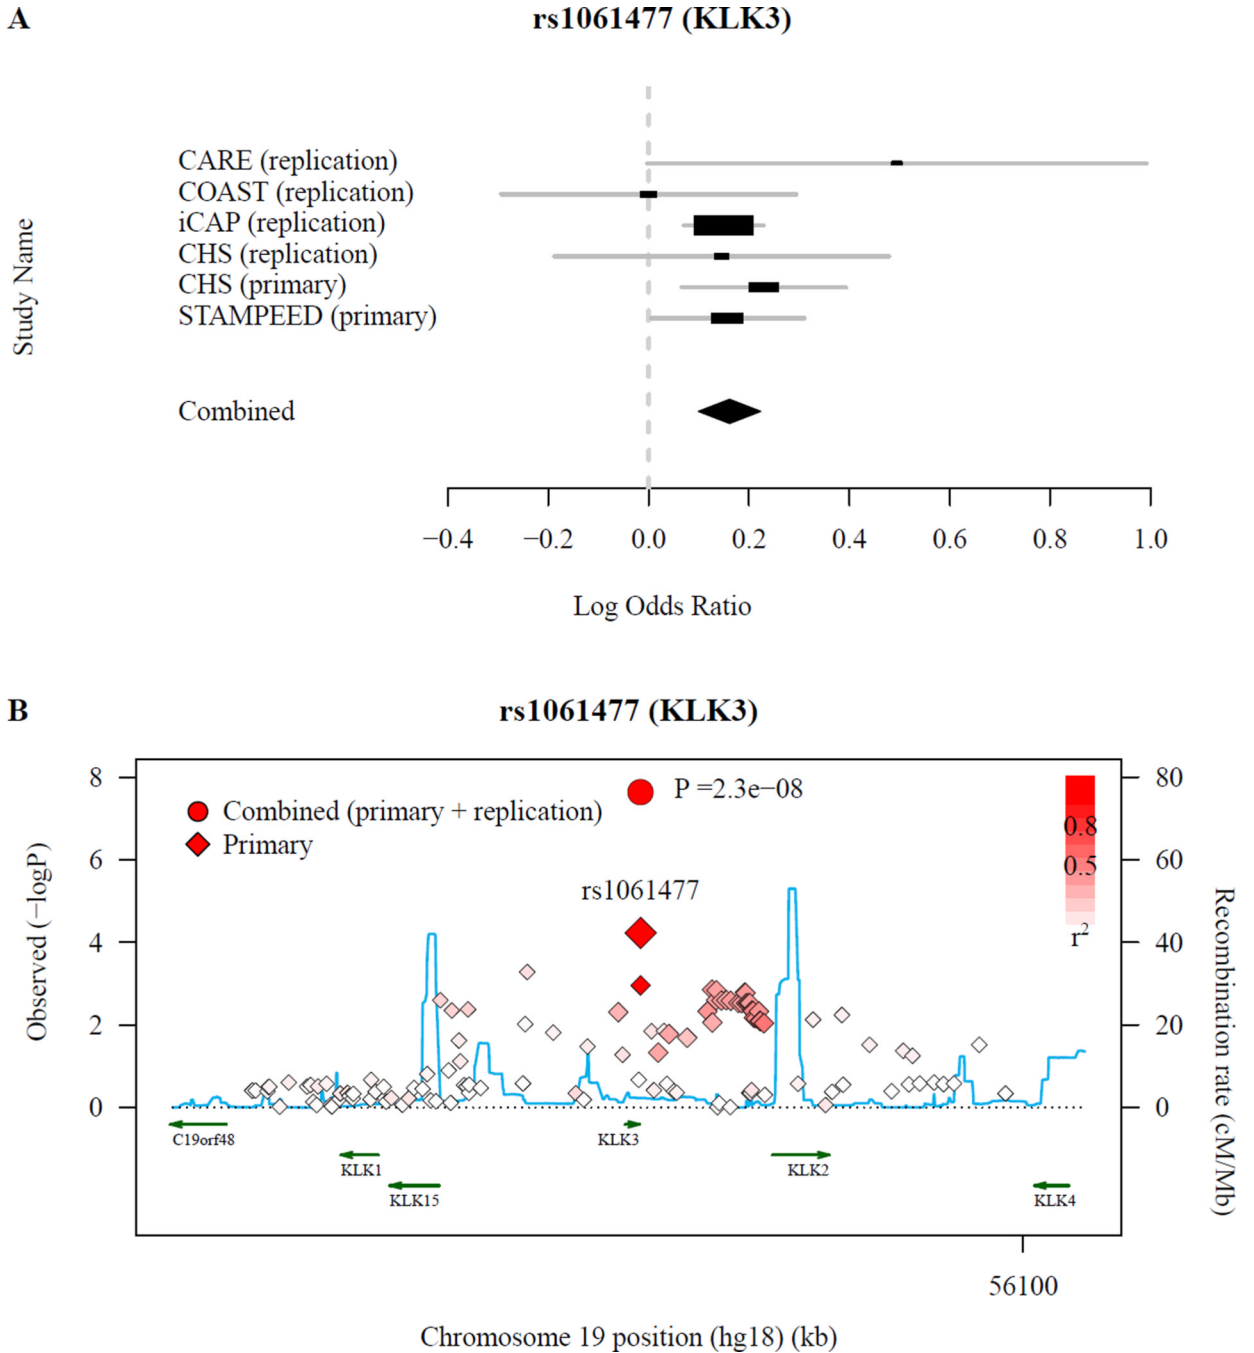 A
rs1061477 (KLK3)
Study Name
CARE (replication)
COAST (replication)
iCAP (replication)
CHS (replication)
CHS (primary)
STAMPEED (primary)
Combined
−0.4 −0.2 0.0 0.2 0.4 0.6 0.8 1.0
Log Odds Ratio
B
rs1061477 (KLK3)
Observed (−logP)
8
6
4
2
0
Combined (primary + replication)
Primary
P =2.3e−08
rs1061477
0.8
0.5
r²
80
60
40
20
0
Recombination rate (cM/Mb)
C19orf48
KLK1
KLK15
KLK3
KLK2
KLK4
56100
Chromosome 19 position (hg18) (kb)